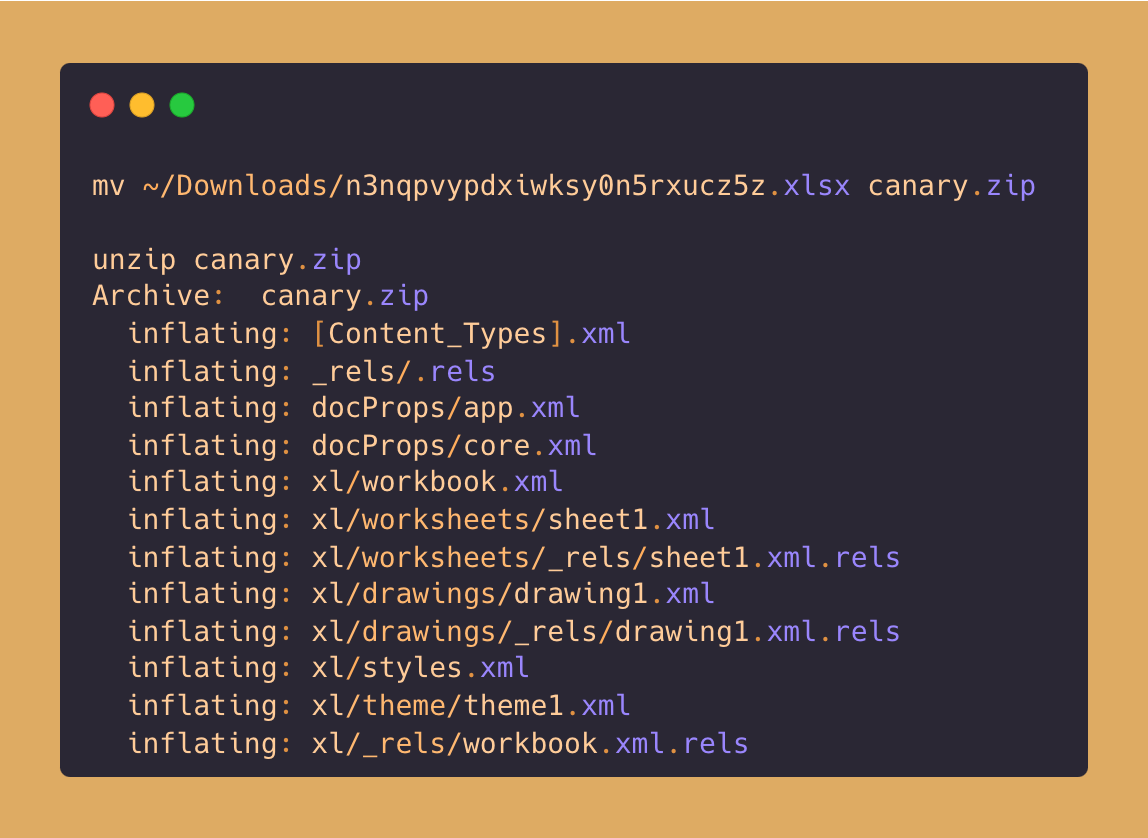 mv ~/Downloads/n3nqpvypdxiwksy0n5rxucz5z.xlsx canary.zip
unzip canary.zip
Archive:  canary.zip
  inflating: [Content_Types].xml
  inflating: _rels/.rels
  inflating: docProps/app.xml
  inflating: docProps/core.xml
  inflating: xl/workbook.xml
  inflating: xl/worksheets/sheet1.xml
  inflating: xl/worksheets/_rels/sheet1.xml.rels
  inflating: xl/drawings/drawing1.xml
  inflating: xl/drawings/_rels/drawing1.xml.rels
  inflating: xl/styles.xml
  inflating: xl/theme/theme1.xml
  inflating: xl/_rels/workbook.xml.rels